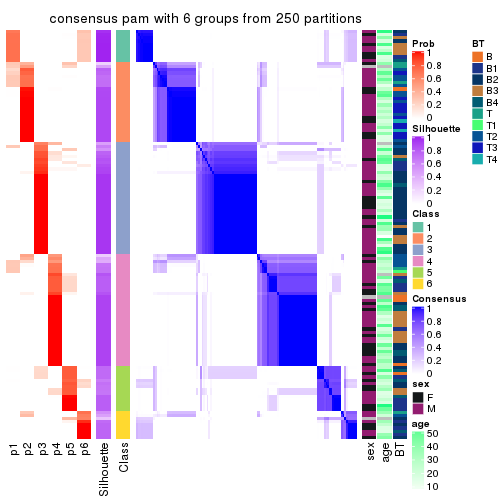 consensus pam with 6 groups from 250 partitions
Prob
1
0.8
0.6
0.4
0.2
0
Silhouette
1
0.8
0.6
0.4
0.2
0
Class
1
2
3
4
5
6
Consensus
1
0.8
0.6
0.4
0.2
0
sex
F
M
age
50
40
30
20
10
BT
B
B1
B2
B3
B4
T
T1
T2
T3
T4
p1
p2
p3
p4
p5
p6
Silhouette
Class
sex
age
BT